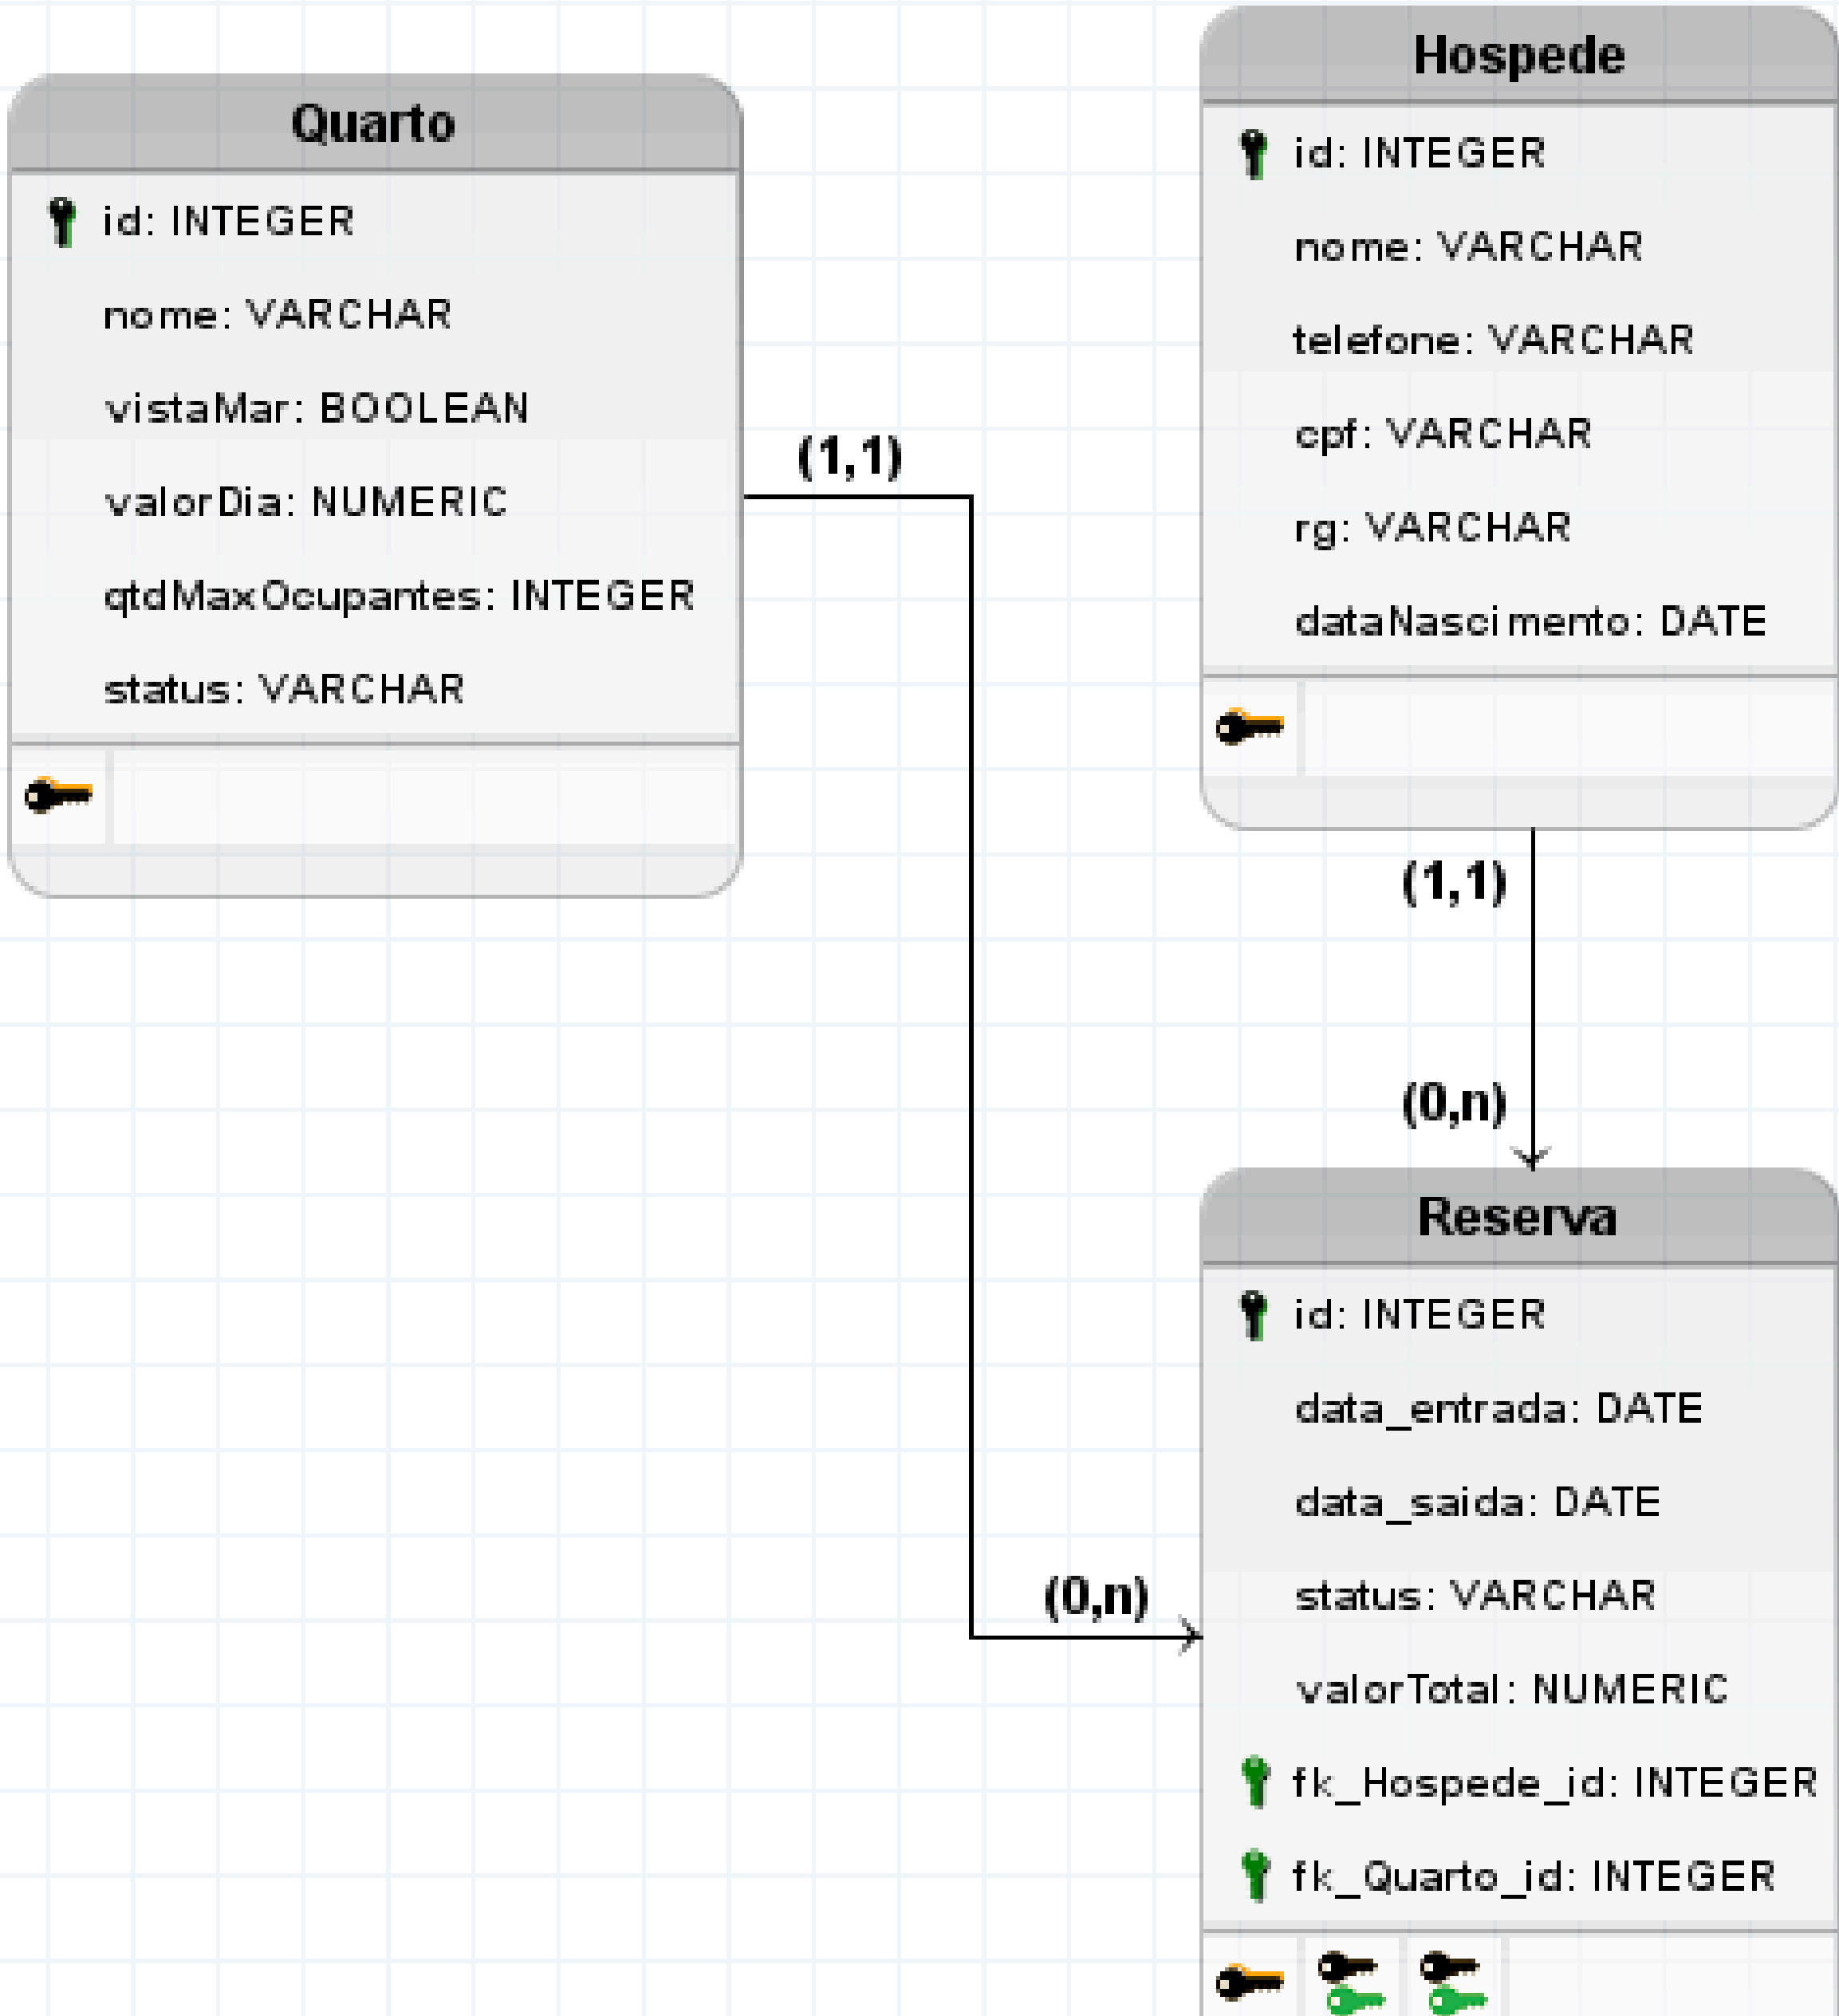 Quarto
id: INTEGER
nome: VARCHAR
vistaMar: BOOLEAN
valorDia: NUMERIC
qtdMaxOcupantes: INTEGER
status: VARCHAR
(1,1)
(0,n)
Hospede
id: INTEGER
nome: VARCHAR
telefone: VARCHAR
cpf: VARCHAR
rg: VARCHAR
dataNascimento: DATE
(1,1)
(0,n)
Reserva
id: INTEGER
data_entrada: DATE
data_saida: DATE
status: VARCHAR
valorTotal: NUMERIC
fk_Hospede_id: INTEGER
fk_Quarto_id: INTEGER